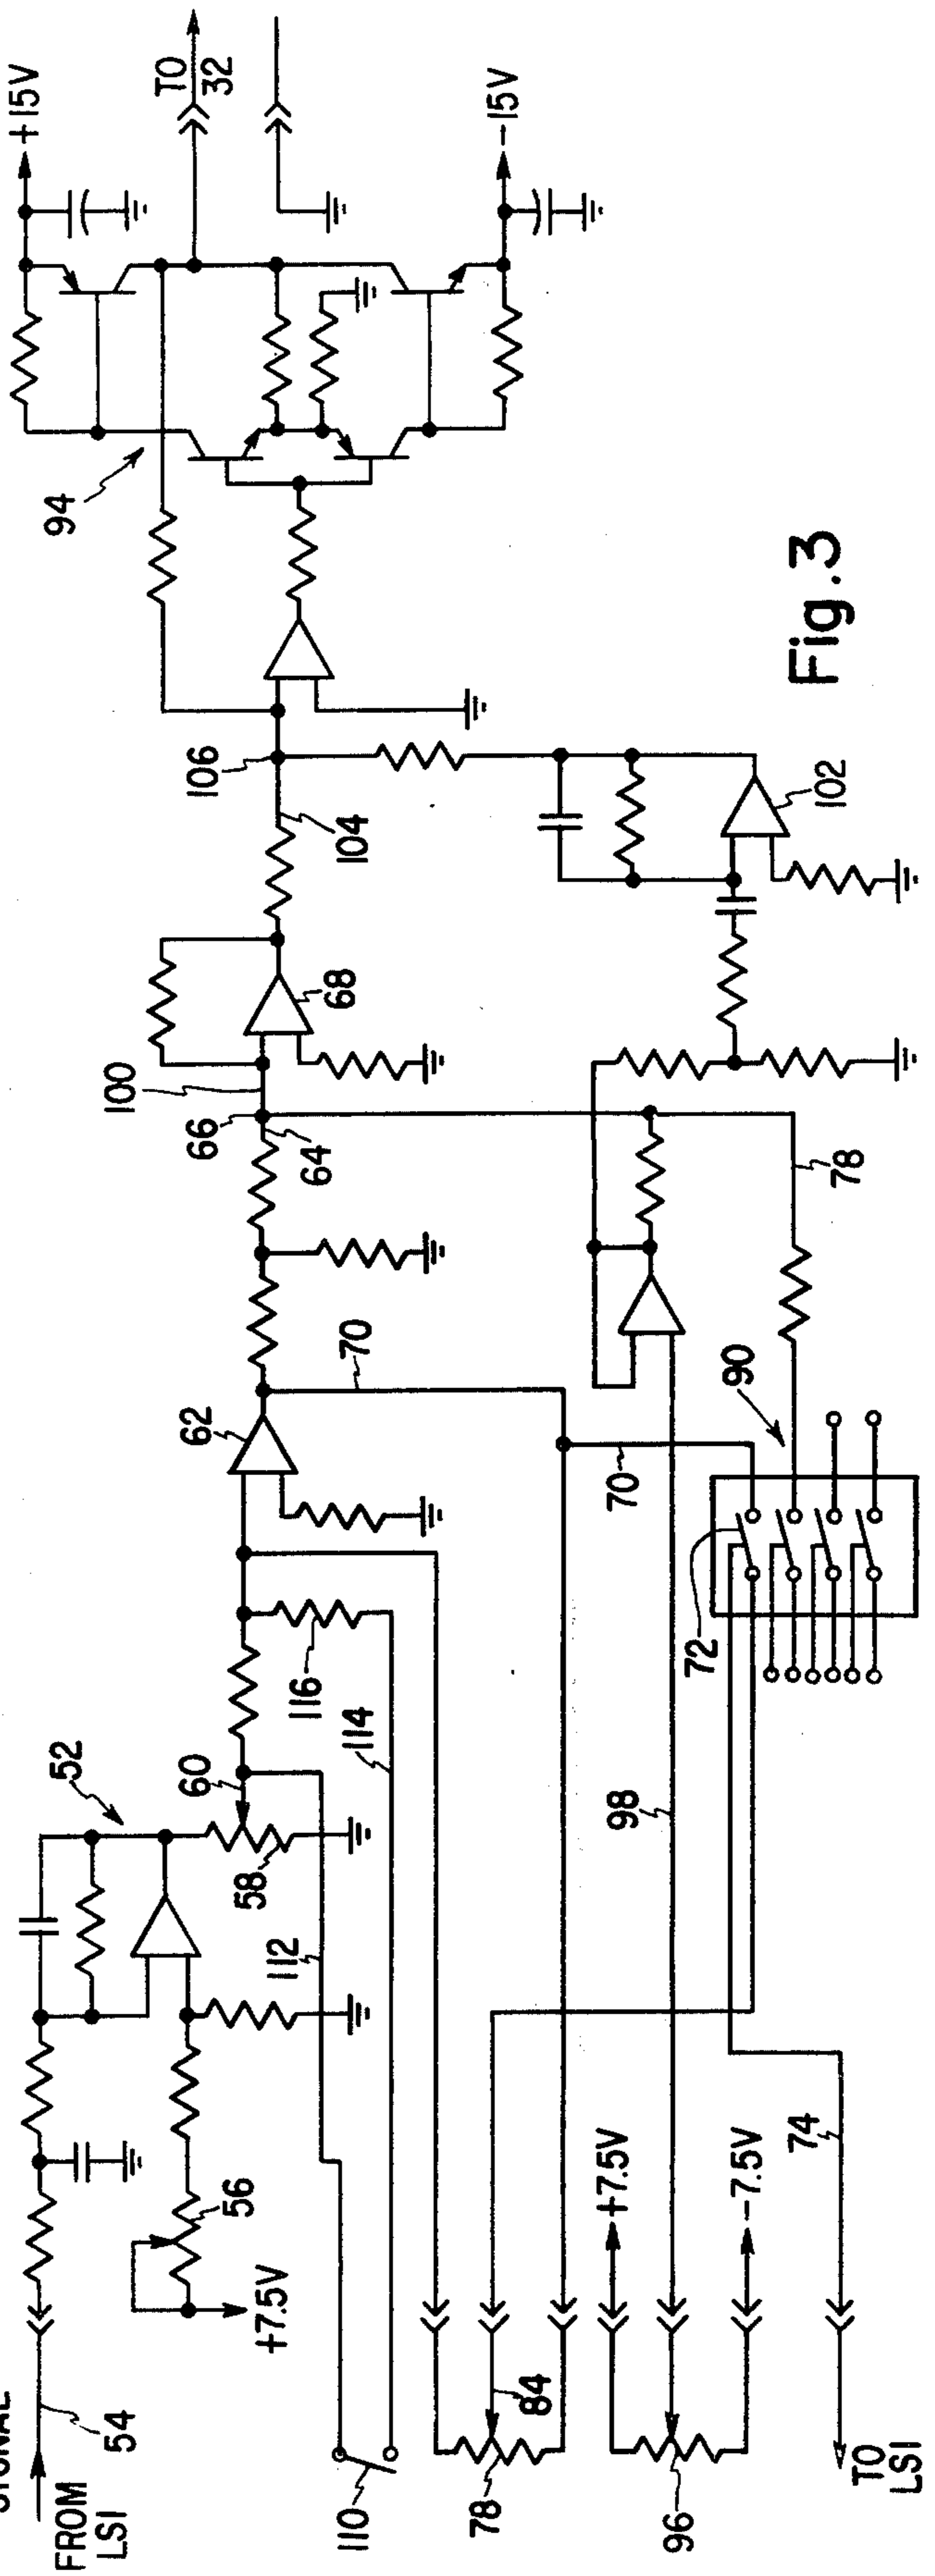 SIGNAL
54
FROM
LSI
52
56
+7.5V
58
60
112
110
114
116
62
70
64
66
100
68
104
106
94
+15V
TO
32
-15V
102
78
84
96
+7.5V
-7.5V
98
74
TO
LSI
72
70
90
78
Fig.3